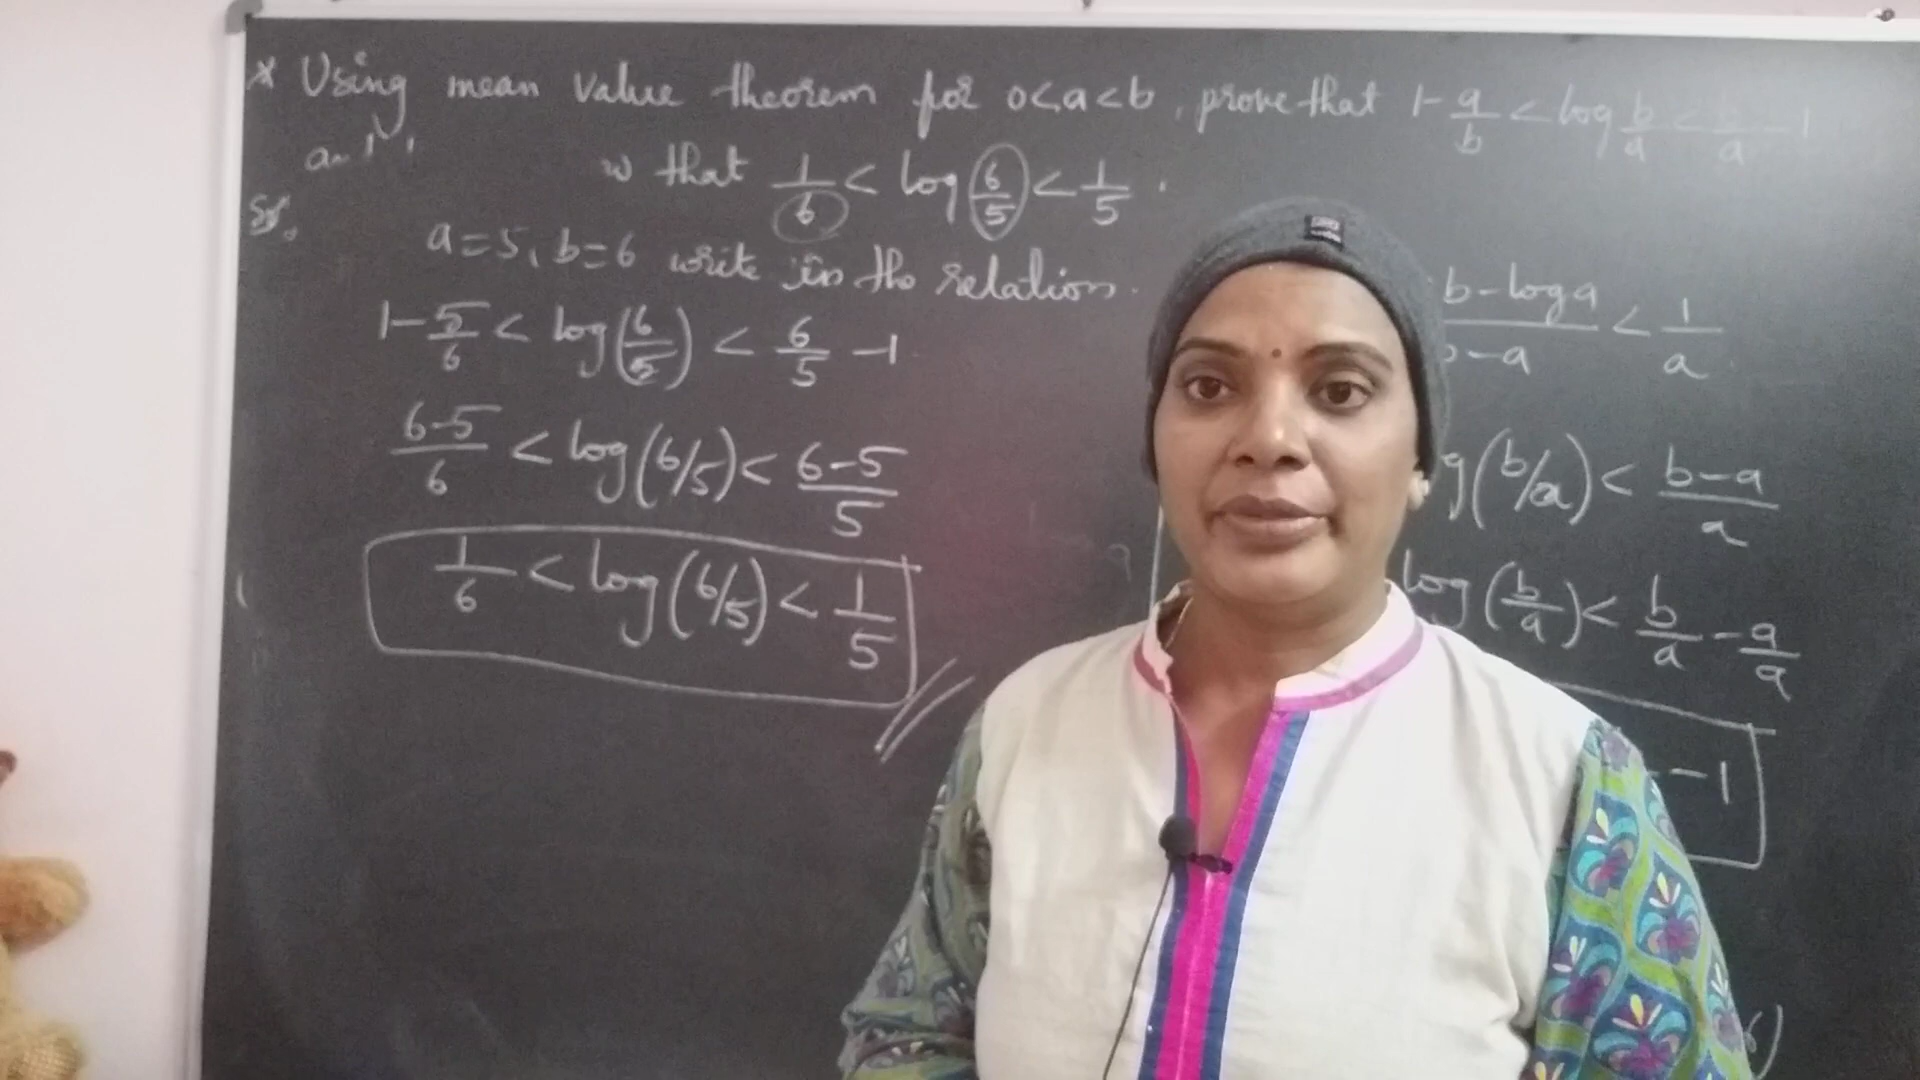 * Using mean value theorem for 0<a<b, prove that 1-a/b < log b/a < b/a -1
w that 1/6 < log 6/5 < 1/5 .
Sol.
a=5, b=6 write in the relation.
1-5/6 < log(6/5) < 6/5 -1
6-5/6 < log(6/5) < 6-5/5
1/6 < log(6/5) < 1/5
b-log a/b-a < 1/a
g(b/a) < b-a/a
log(b/a) < b/a - a/a
-1